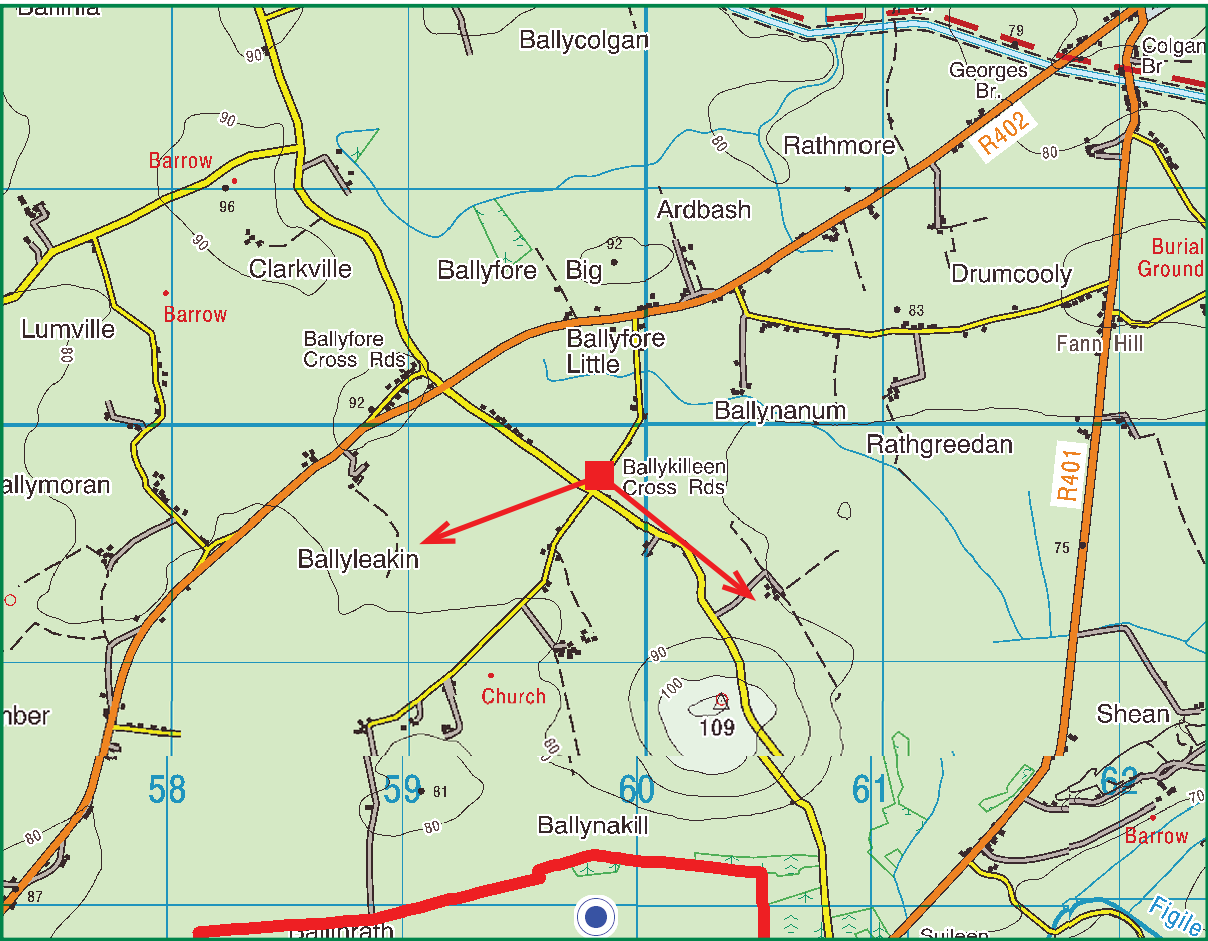 Ballycolgan
90
79
Colgan
Br
Georges
Br.
R402
90
80
Rathmore
80
Barrow
96
Ardbash
90
92
Clarkville
Ballyfore Big
Drumcooly
Burial
Ground
Barrow
83
Lumville
Ballyfore
Cross Rds
Ballyfore
Little
Fann Hill
80
92
Ballynanum
Rathgreedan
Ballykilleen
Cross Rds
R401
allymoran
75
Ballyleakin
90
100
Church
109
Shean
mber
80
58
59
60
61
62
81
70
80
Ballynakill
80
Barrow
87
Figile